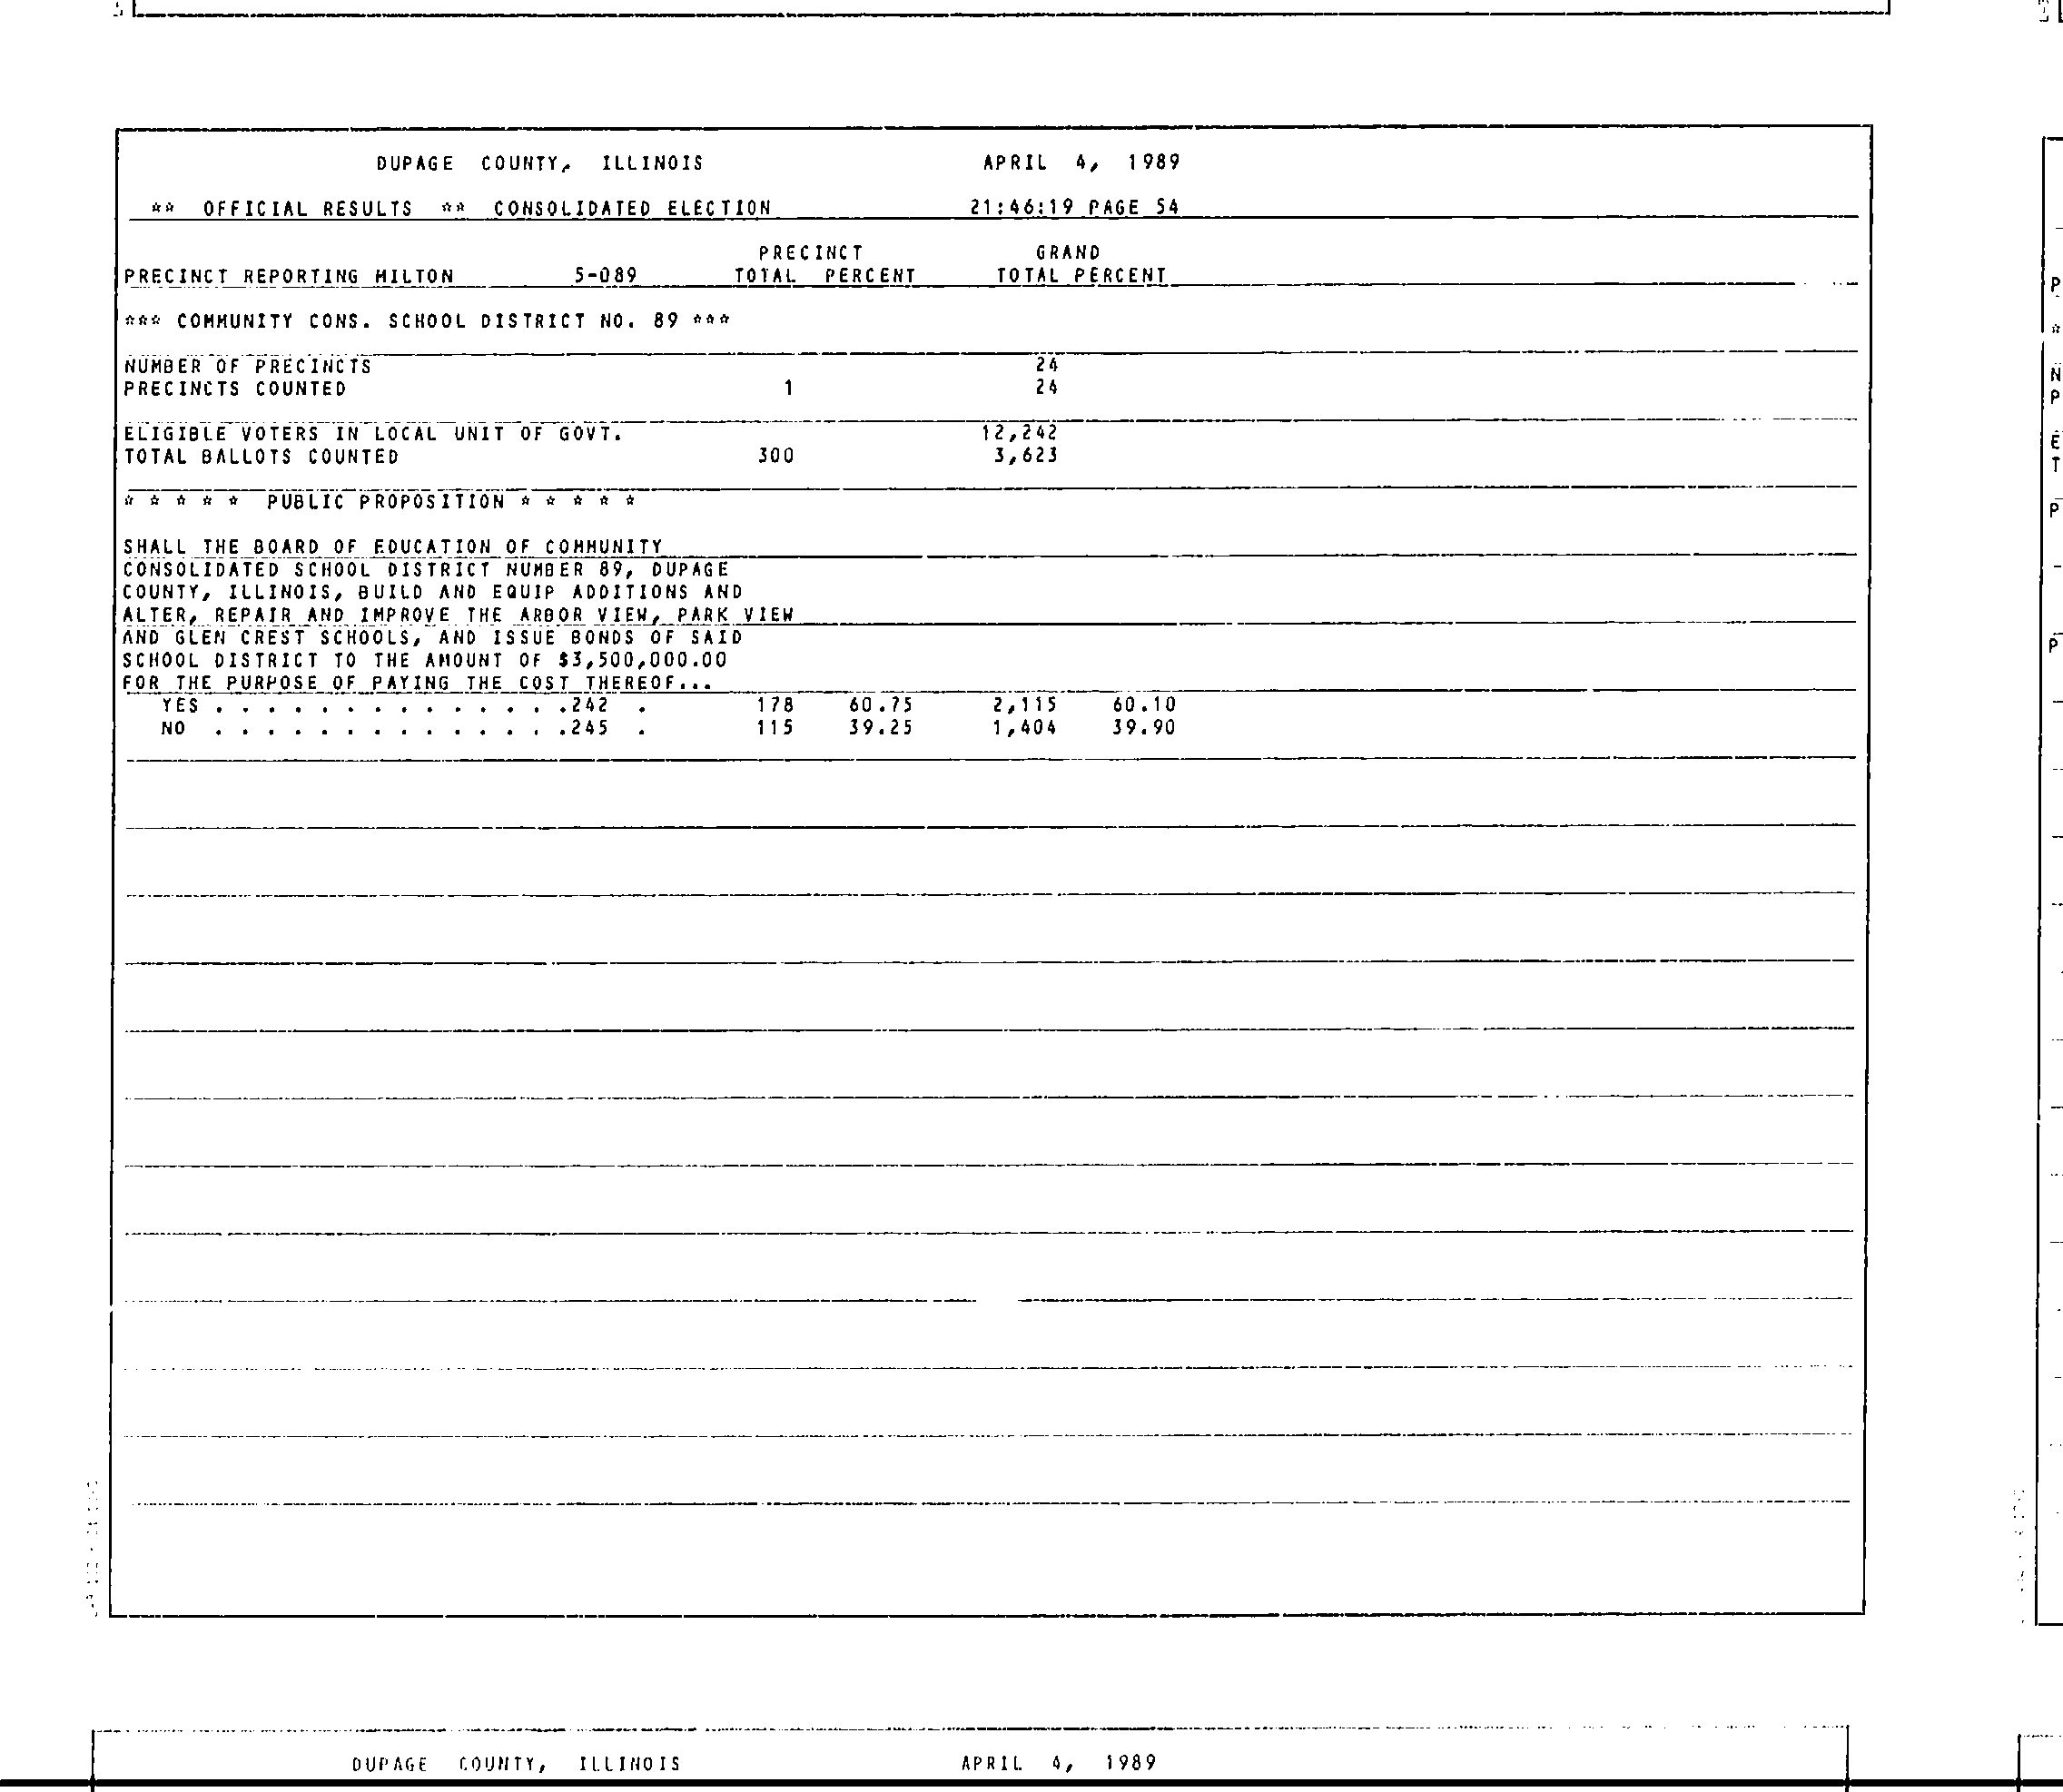 DUPAGE COUNTY, ILLINOIS APRIL 4, 1989
** OFFICIAL RESULTS ** CONSOLIDATED ELECTION 21:46:19 PAGE 54
PRECINCT GRAND
PRECINCT REPORTING MILTON 5-089 TOTAL PERCENT TOTAL PERCENT
*** COMMUNITY CONS. SCHOOL DISTRICT NO. 89 ***
NUMBER OF PRECINCTS 24
PRECINCTS COUNTED 1 24
ELIGIBLE VOTERS IN LOCAL UNIT OF GOVT. 12,242
TOTAL BALLOTS COUNTED 300 3,623
* * * * * PUBLIC PROPOSITION * * * * *
SHALL THE BOARD OF EDUCATION OF COMMUNITY
CONSOLIDATED SCHOOL DISTRICT NUMBER 89, DUPAGE
COUNTY, ILLINOIS, BUILD AND EQUIP ADDITIONS AND
ALTER, REPAIR AND IMPROVE THE ARBOR VIEW, PARK VIEW
AND GLEN CREST SCHOOLS, AND ISSUE BONDS OF SAID
SCHOOL DISTRICT TO THE AMOUNT OF $3,500,000.00
FOR THE PURPOSE OF PAYING THE COST THEREOF...
YES . . . . . . . . . . . . . .242 . 178 60.75 2,115 60.10
NO . . . . . . . . . . . . . .245 . 115 39.25 1,404 39.90
DUPAGE COUNTY, ILLINOIS APRIL 4, 1989